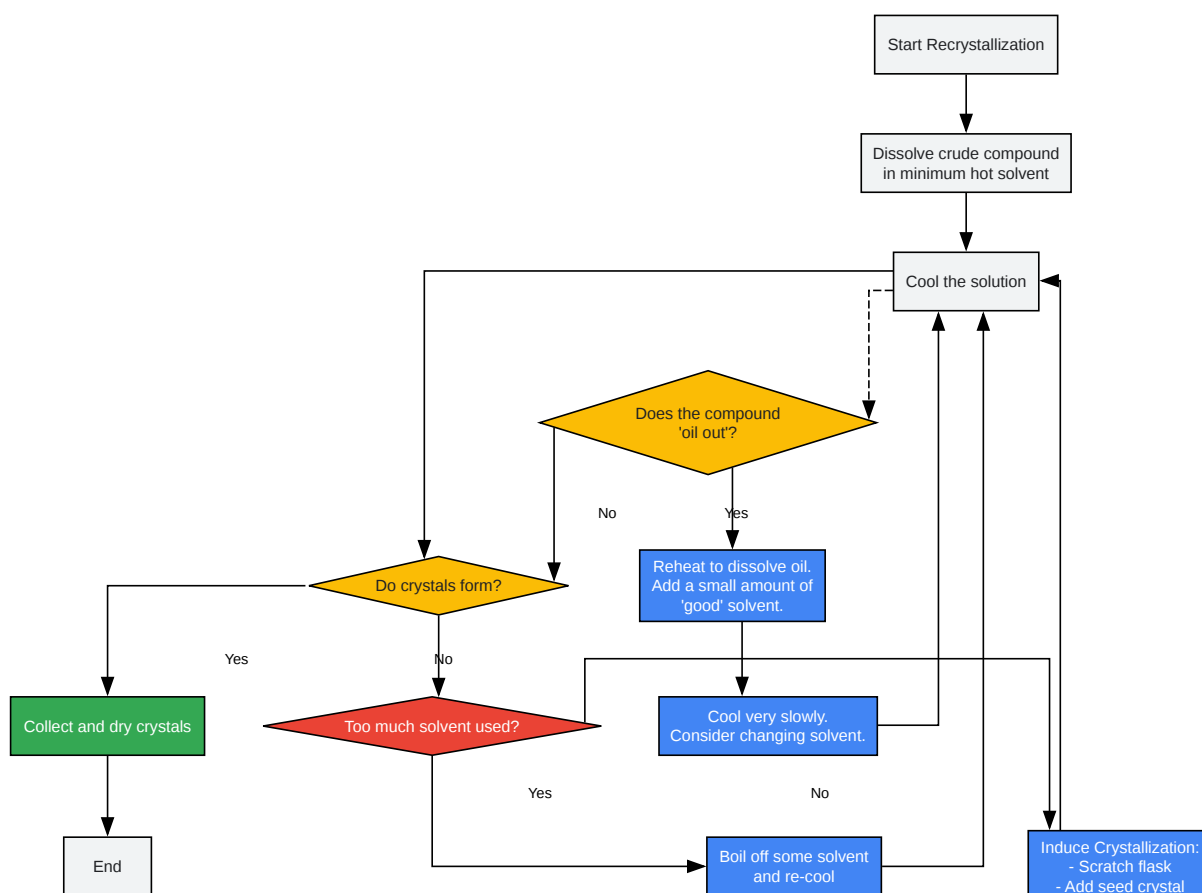 Start Recrystallization
Dissolve crude compound
in minimum hot solvent
Cool the solution
Does the compound
'oil out'?
No
Yes
Reheat to dissolve oil.
Add a small amount of
'good' solvent.
Do crystals form?
Yes
No
Collect and dry crystals
Too much solvent used?
Cool very slowly.
Consider changing solvent.
Yes
No
End
Boil off some solvent
and re-cool
Induce Crystallization:
- Scratch flask
- Add seed crystal